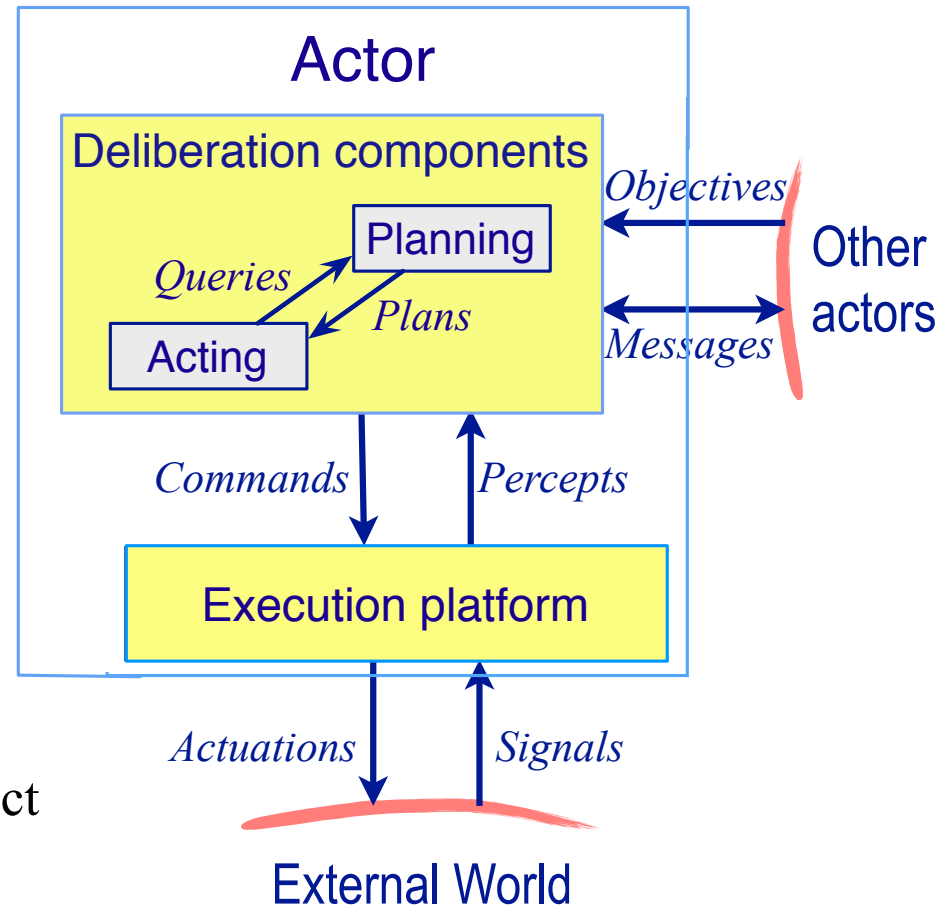 Actor
Deliberation components
Objectives
Planning
Other
Queries
actors
Plans
Messages
Acting
Commands
Percepts
Execution platform
Actuations
Signals
ct
External World